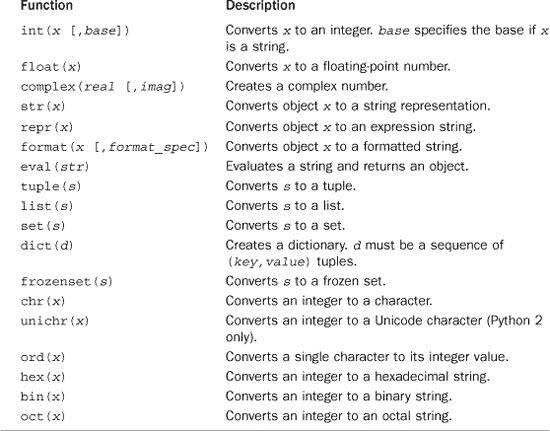 Function Description
int(x [,base]) Converts x to an integer. base specifies the base if x
is a string.
float(x) Converts x to a floating-point number.
complex(real [,imag]) Creates a complex number.
str(x) Converts object x to a string representation.
repr(x) Converts object x to an expression string.
format(x [,format_spec]) Converts object x to a formatted string.
eval(str) Evaluates a string and returns an object.
tuple(s) Converts s to a tuple.
list(s) Converts s to a list.
set(s) Converts s to a set.
dict(d) Creates a dictionary. d must be a sequence of
(key,value) tuples.
frozenset(s) Converts s to a frozen set.
chr(x) Converts an integer to a character.
unichr(x) Converts an integer to a Unicode character (Python 2
only).
ord(x) Converts a single character to its integer value.
hex(x) Converts an integer to a hexadecimal string.
bin(x) Converts an integer to a binary string.
oct(x) Converts an integer to an octal string.